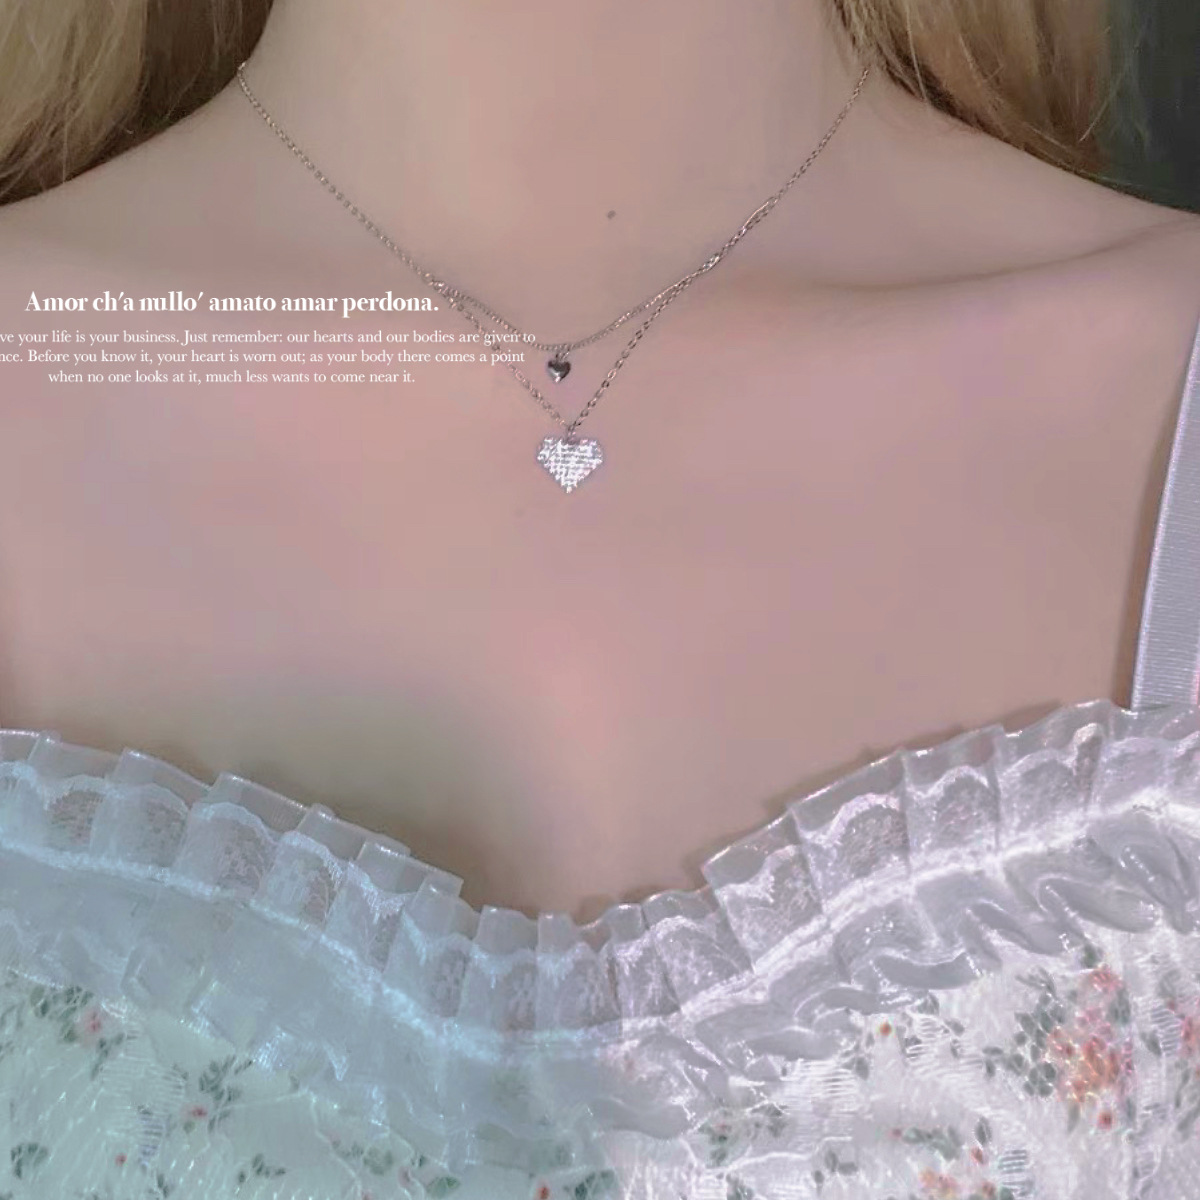 Amor ch'a nullo' amato amar perdona.
ve your life is your business. Just remember: our hearts and our bodies are given to
nce. Before you know it, your heart is worn out; as your body there comes a point
when no one looks at it, much less wants to come near it.